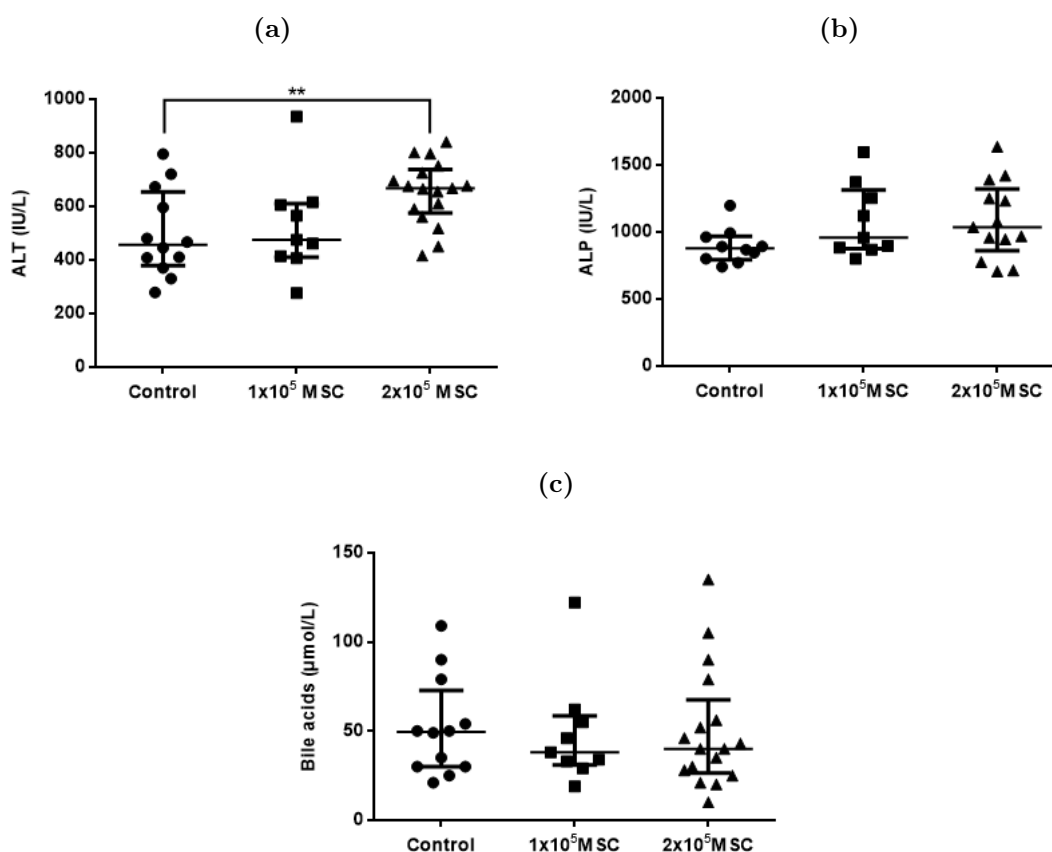 (a)
(b)
**
ALT (IU/L)
1000
800
600
400
200
0
Control
1x10⁵ MSC
2x10⁵ MSC
ALP (IU/L)
2000
1500
1000
500
0
Control
1x10⁵MSC
2x10⁵MSC
(c)
Bile acids (µmol/L)
150
100
50
0
Control
1x10⁵MSC
2x10⁵MSC